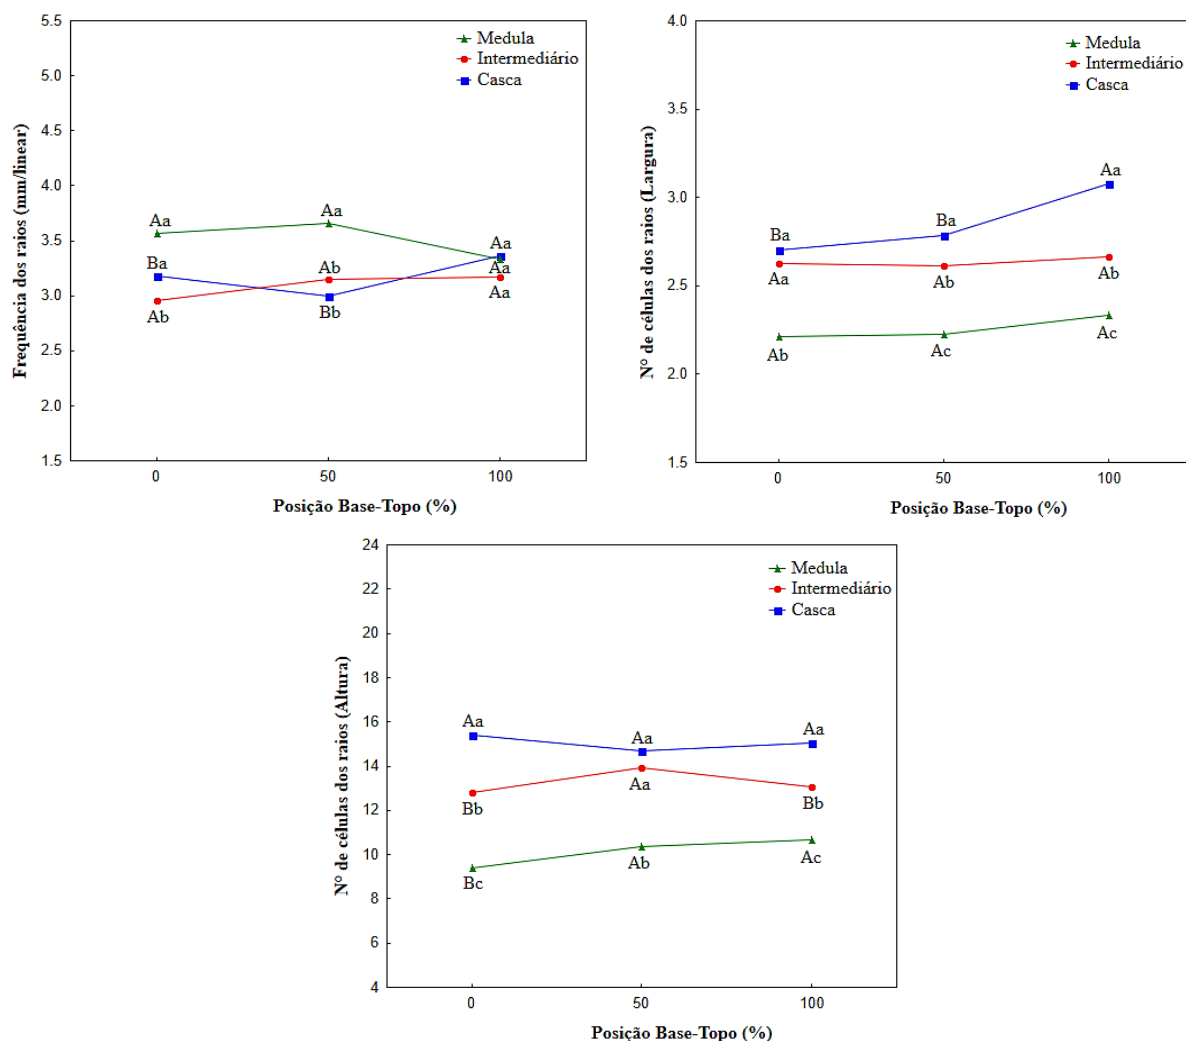 Frequência dos raios (mm/linear)
5.5
5.0
4.5
4.0
3.5
3.0
2.5
2.0
1.5
Medula
Intermediário
Casca
Aa
Aa
Aa
Ba
Ab
Aa
Ab
Bb
Aa
0
50
100
Posição Base-Topo (%)
Nº de células dos raios (Largura)
4.0
3.5
3.0
2.5
2.0
1.5
Medula
Intermediário
Casca
Ba
Ba
Aa
Aa
Ab
Ab
Ab
Ac
Ac
0
50
100
Posição Base-Topo (%)
Nº de células dos raios (Altura)
24
22
20
18
16
14
12
10
8
6
4
Medula
Intermediário
Casca
Aa
Aa
Aa
Bb
Aa
Bb
Bc
Ab
Ac
0
50
100
Posição Base-Topo (%)